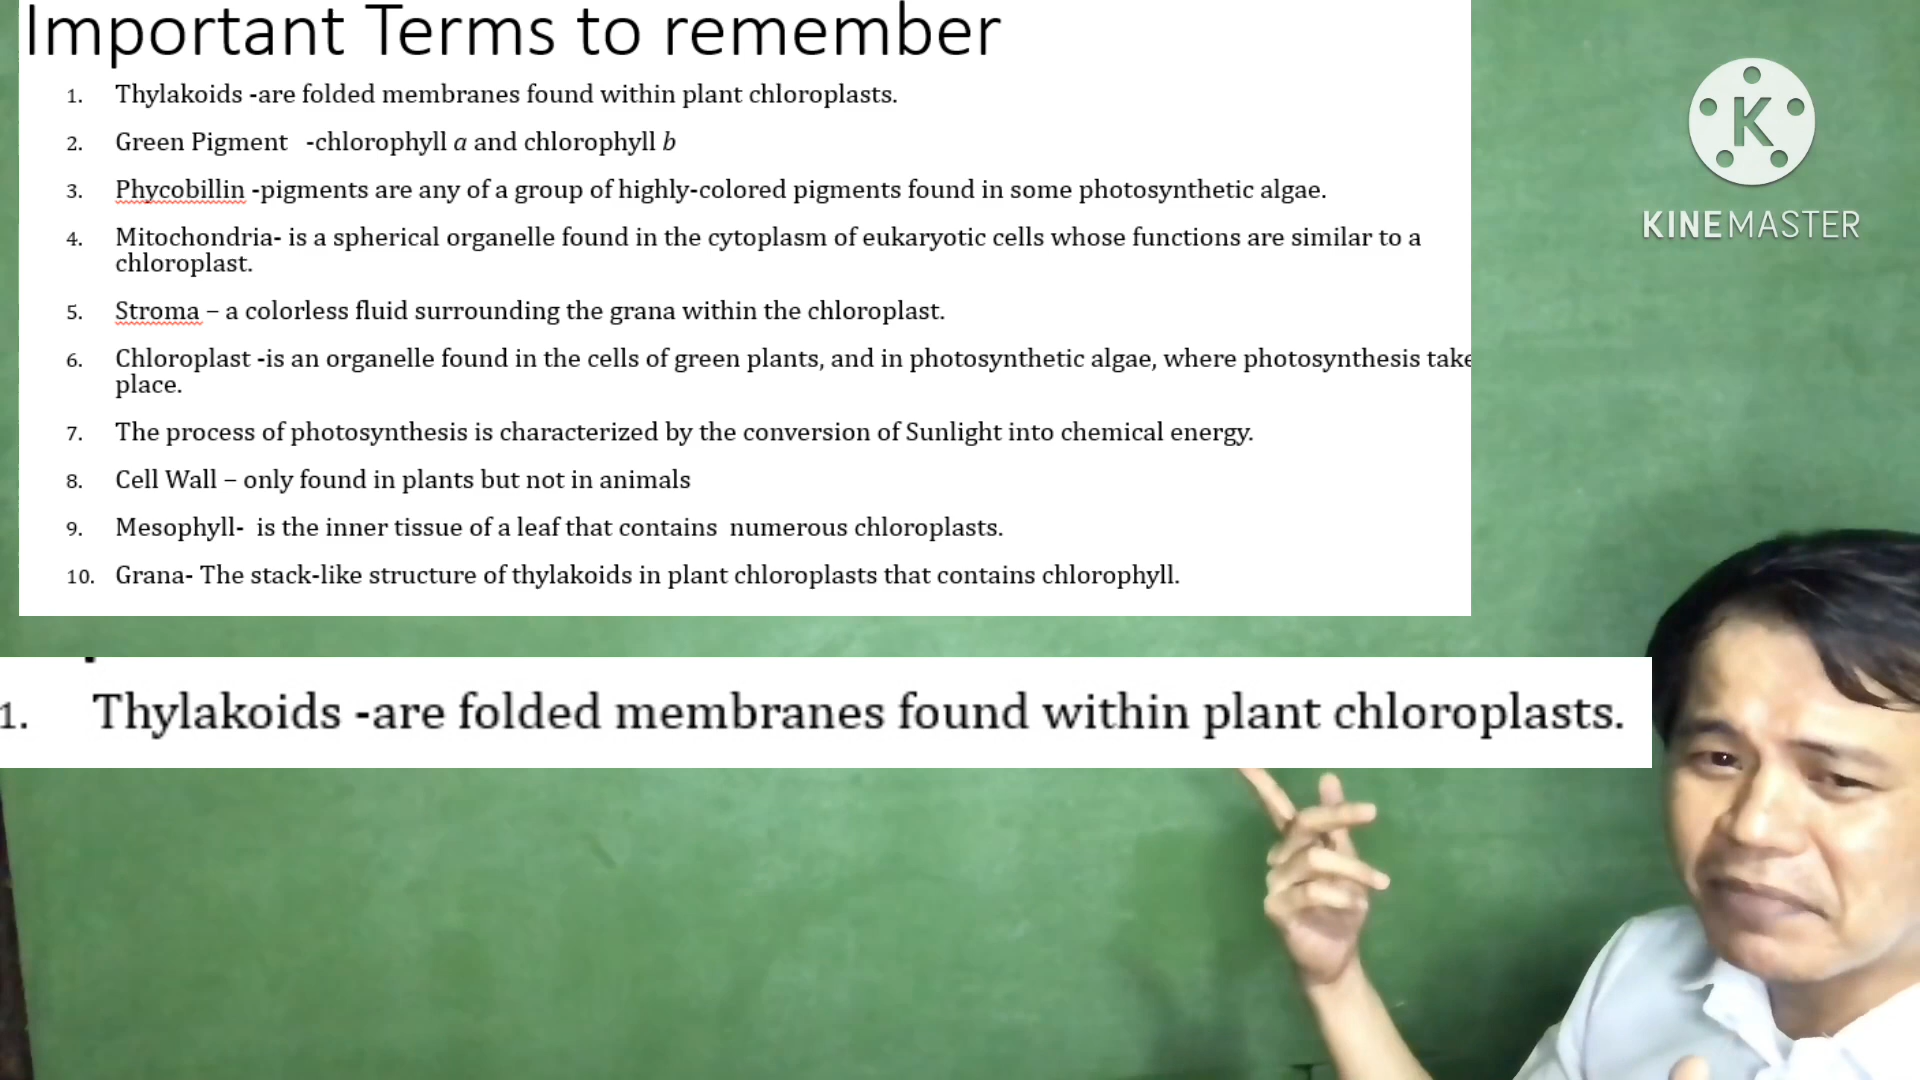 Important Terms to remember
1. Thylakoids -are folded membranes found within plant chloroplasts.
2. Green Pigment -chlorophyll a and chlorophyll b
3. Phycobillin -pigments are any of a group of highly-colored pigments found in some photosynthetic algae.
4. Mitochondria- is a spherical organelle found in the cytoplasm of eukaryotic cells whose functions are similar to a
chloroplast.
5. Stroma – a colorless fluid surrounding the grana within the chloroplast.
6. Chloroplast -is an organelle found in the cells of green plants, and in photosynthetic algae, where photosynthesis take
place.
7. The process of photosynthesis is characterized by the conversion of Sunlight into chemical energy.
8. Cell Wall – only found in plants but not in animals
9. Mesophyll- is the inner tissue of a leaf that contains numerous chloroplasts.
10. Grana- The stack-like structure of thylakoids in plant chloroplasts that contains chlorophyll.
K
KINEMASTER
1. Thylakoids -are folded membranes found within plant chloroplasts.